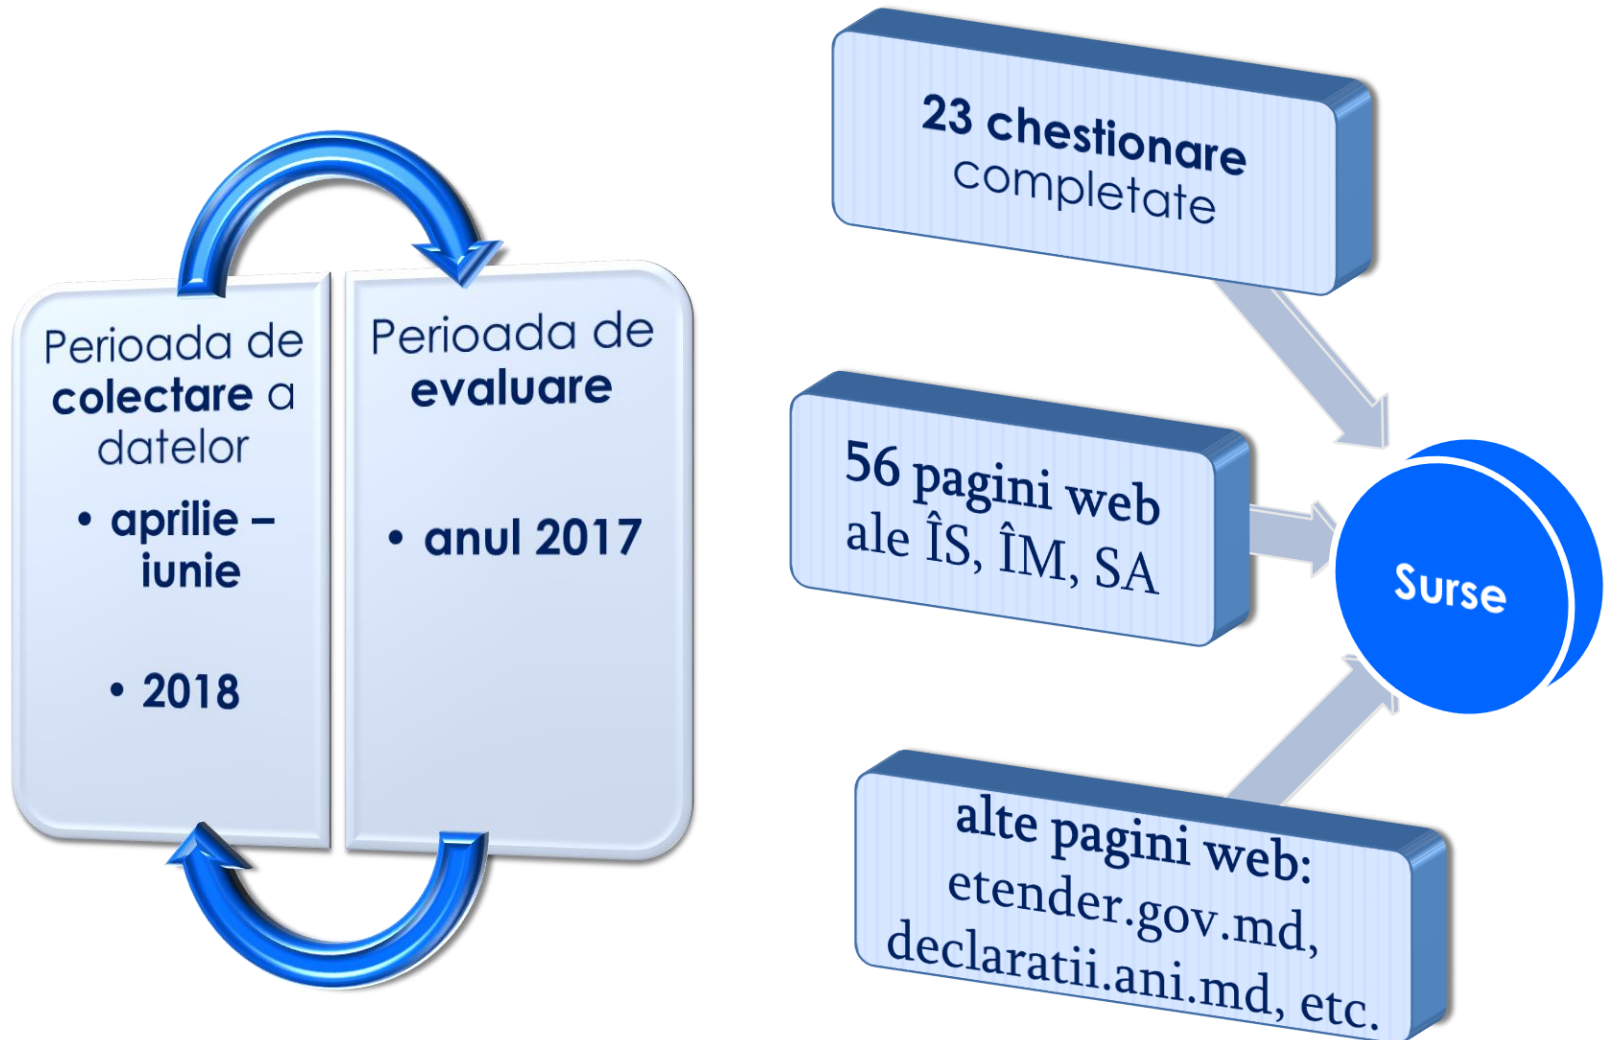 Perioada de
colectare a
datelor
• aprilie –
iunie
• 2018
Perioada de
evaluare
• anul 2017
23 chestionare
completate
56 pagini web
ale ÎS, ÎM, SA
alte pagini web:
etender.gov.md,
declaratii.ani.md, etc.
Surse